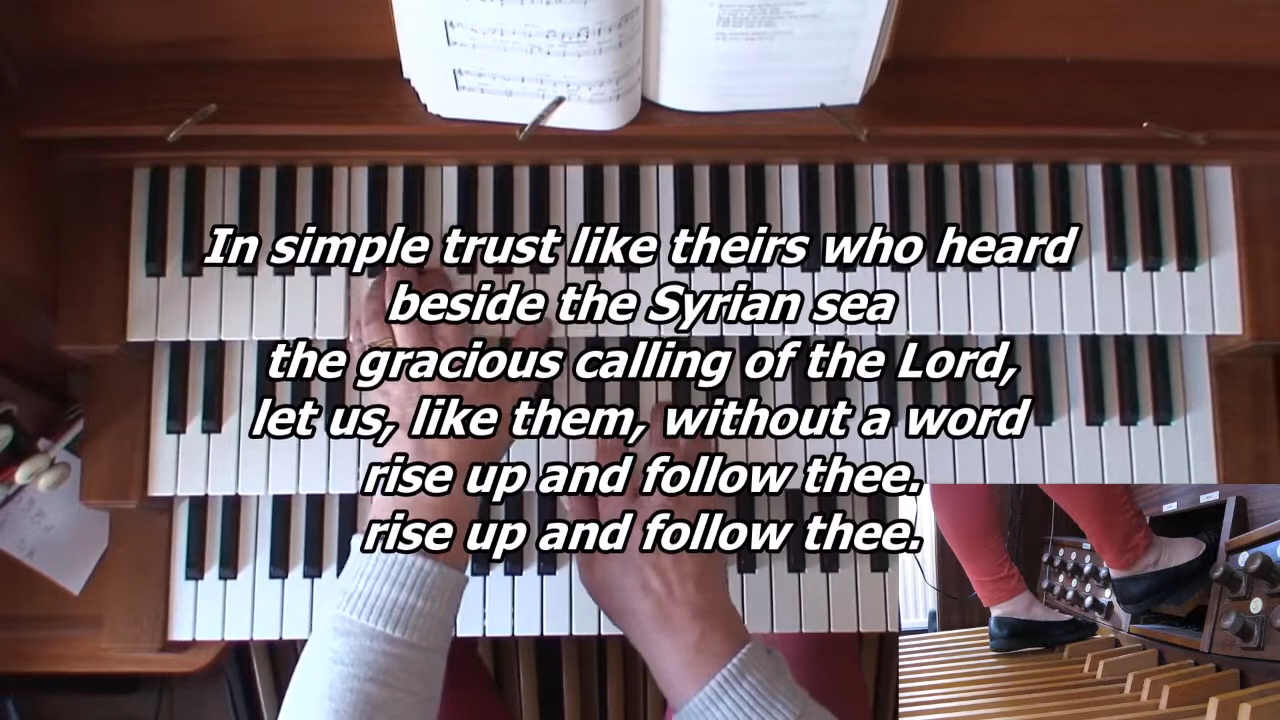 In simple trust like theirs who heard
beside the Syrian sea
the gracious calling of the Lord,
let us, like them, without a word
rise up and follow thee.
rise up and follow thee.